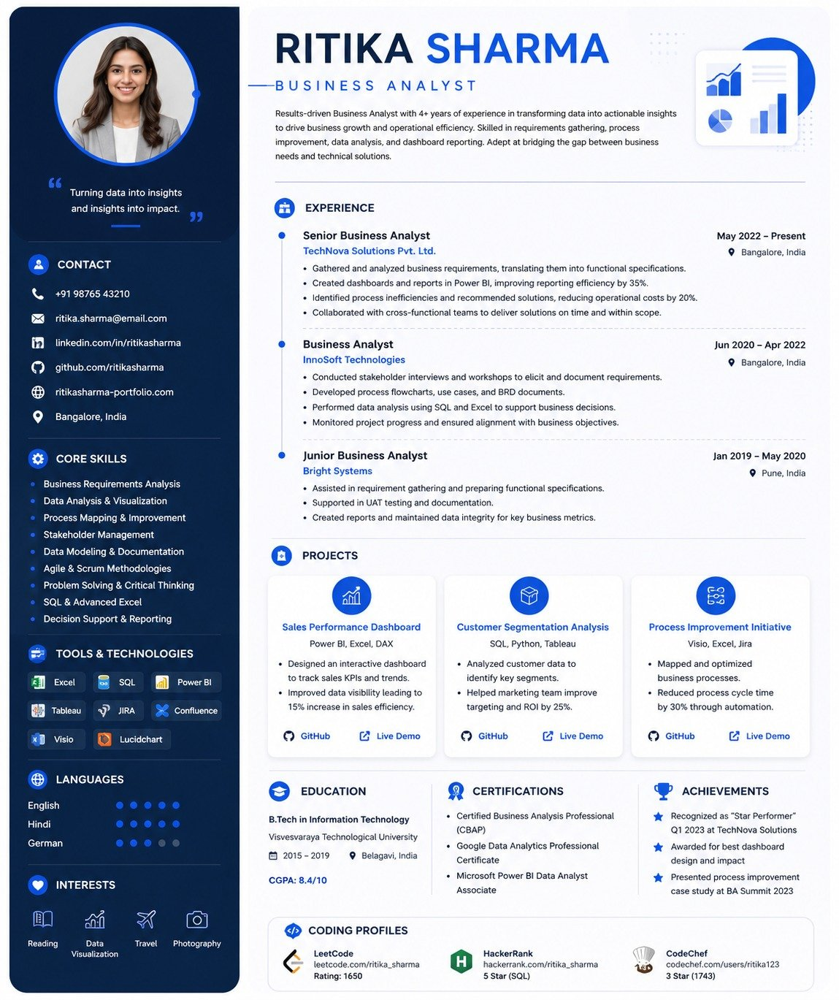 “
Turning data into insights
and insights into impact.
”
CONTACT
+91 98765 43210
ritika.sharma@email.com
linkedin.com/in/ritikasharma
github.com/ritikasharma
ritikasharma-portfolio.com
Bangalore, India
CORE SKILLS
• Business Requirements Analysis
• Data Analysis & Visualization
• Process Mapping & Improvement
• Stakeholder Management
• Data Modeling & Documentation
• Agile & Scrum Methodologies
• Problem Solving & Critical Thinking
• SQL & Advanced Excel
• Decision Support & Reporting
TOOLS & TECHNOLOGIES
Excel
SQL
Power BI
Tableau
JIRA
Confluence
Visio
Lucidchart
LANGUAGES
English
Hindi
German
INTERESTS
Reading
Data
Visualization
Travel
Photography
RITIKA SHARMA
BUSINESS ANALYST
Results-driven Business Analyst with 4+ years of experience in transforming data into actionable insights
to drive business growth and operational efficiency. Skilled in requirements gathering, process
improvement, data analysis, and dashboard reporting. Adept at bridging the gap between business
needs and technical solutions.
EXPERIENCE
Senior Business Analyst
May 2022 – Present
TechNova Solutions Pvt. Ltd.
Bangalore, India
• Gathered and analyzed business requirements, translating them into functional specifications.
• Created dashboards and reports in Power BI, improving reporting efficiency by 35%.
• Identified process inefficiencies and recommended solutions, reducing operational costs by 20%.
• Collaborated with cross-functional teams to deliver solutions on time and within scope.
Business Analyst
Jun 2020 – Apr 2022
InnoSoft Technologies
Bangalore, India
• Conducted stakeholder interviews and workshops to elicit and document requirements.
• Developed process flowcharts, use cases, and BRD documents.
• Performed data analysis using SQL and Excel to support business decisions.
• Monitored project progress and ensured alignment with business objectives.
Junior Business Analyst
Jan 2019 – May 2020
Bright Systems
Pune, India
• Assisted in requirement gathering and preparing functional specifications.
• Supported in UAT testing and documentation.
• Created reports and maintained data integrity for key business metrics.
PROJECTS
Sales Performance Dashboard
Power BI, Excel, DAX
• Designed an interactive dashboard
to track sales KPIs and trends.
• Improved data visibility leading to
15% increase in sales efficiency.
GitHub
Live Demo
Customer Segmentation Analysis
SQL, Python, Tableau
• Analyzed customer data to
identify key segments.
• Helped marketing team improve
targeting and ROI by 25%.
GitHub
Live Demo
Process Improvement Initiative
Visio, Excel, Jira
• Mapped and optimized
business processes.
• Reduced process cycle time
by 30% through automation.
GitHub
Live Demo
EDUCATION
B.Tech in Information Technology
Visvesvaraya Technological University
2015 – 2019
Belagavi, India
CGPA: 8.4/10
CERTIFICATIONS
• Certified Business Analysis Professional
(CBAP)
• Google Data Analytics Professional
Certificate
• Microsoft Power BI Data Analyst
Associate
ACHIEVEMENTS
Recognized as “Star Performer”
Q1 2023 at TechNova Solutions
Awarded for best dashboard
design and impact
Presented process improvement
case study at BA Summit 2023
CODING PROFILES
LeetCode
leetcode.com/ritika_sharma
Rating: 1650
HackerRank
hackerrank.com/ritika_sharma
5 Star (SQL)
CodeChef
codechef.com/users/ritika123
3 Star (1743)